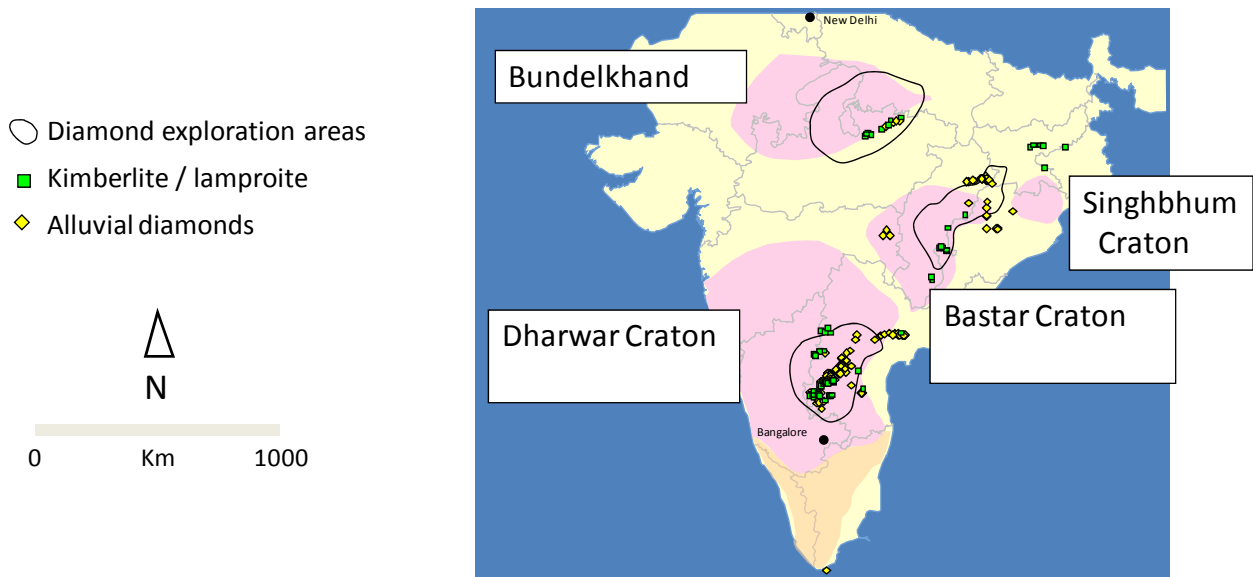 Diamond exploration areas
Kimberlite / lamproite
Alluvial diamonds
N
0 Km 1000
New Delhi
Bundelkhand
Singhbhum
Craton
Bastar Craton
Dharwar Craton
Bangalore